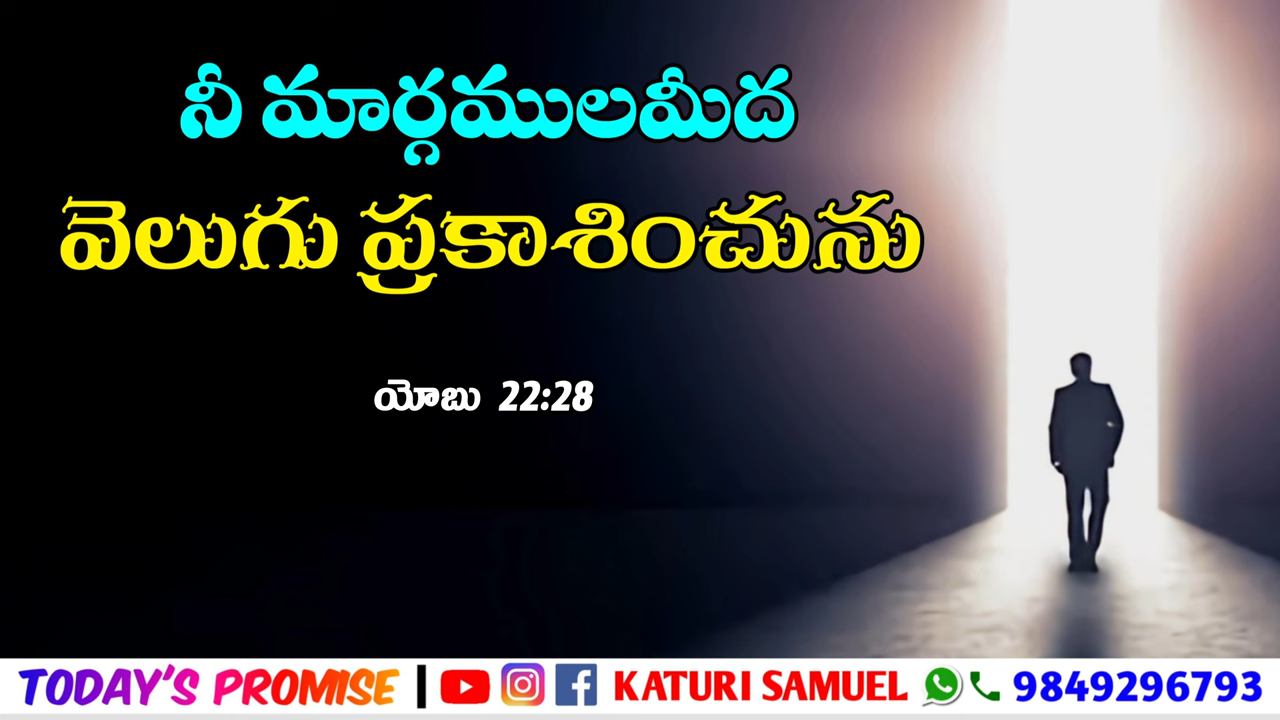 నీ మార్గములమీద
వెలుగు ప్రకాశించును
యోబు 22:28
TODAY'S PROMISE | KATURI SAMUEL 9849296793